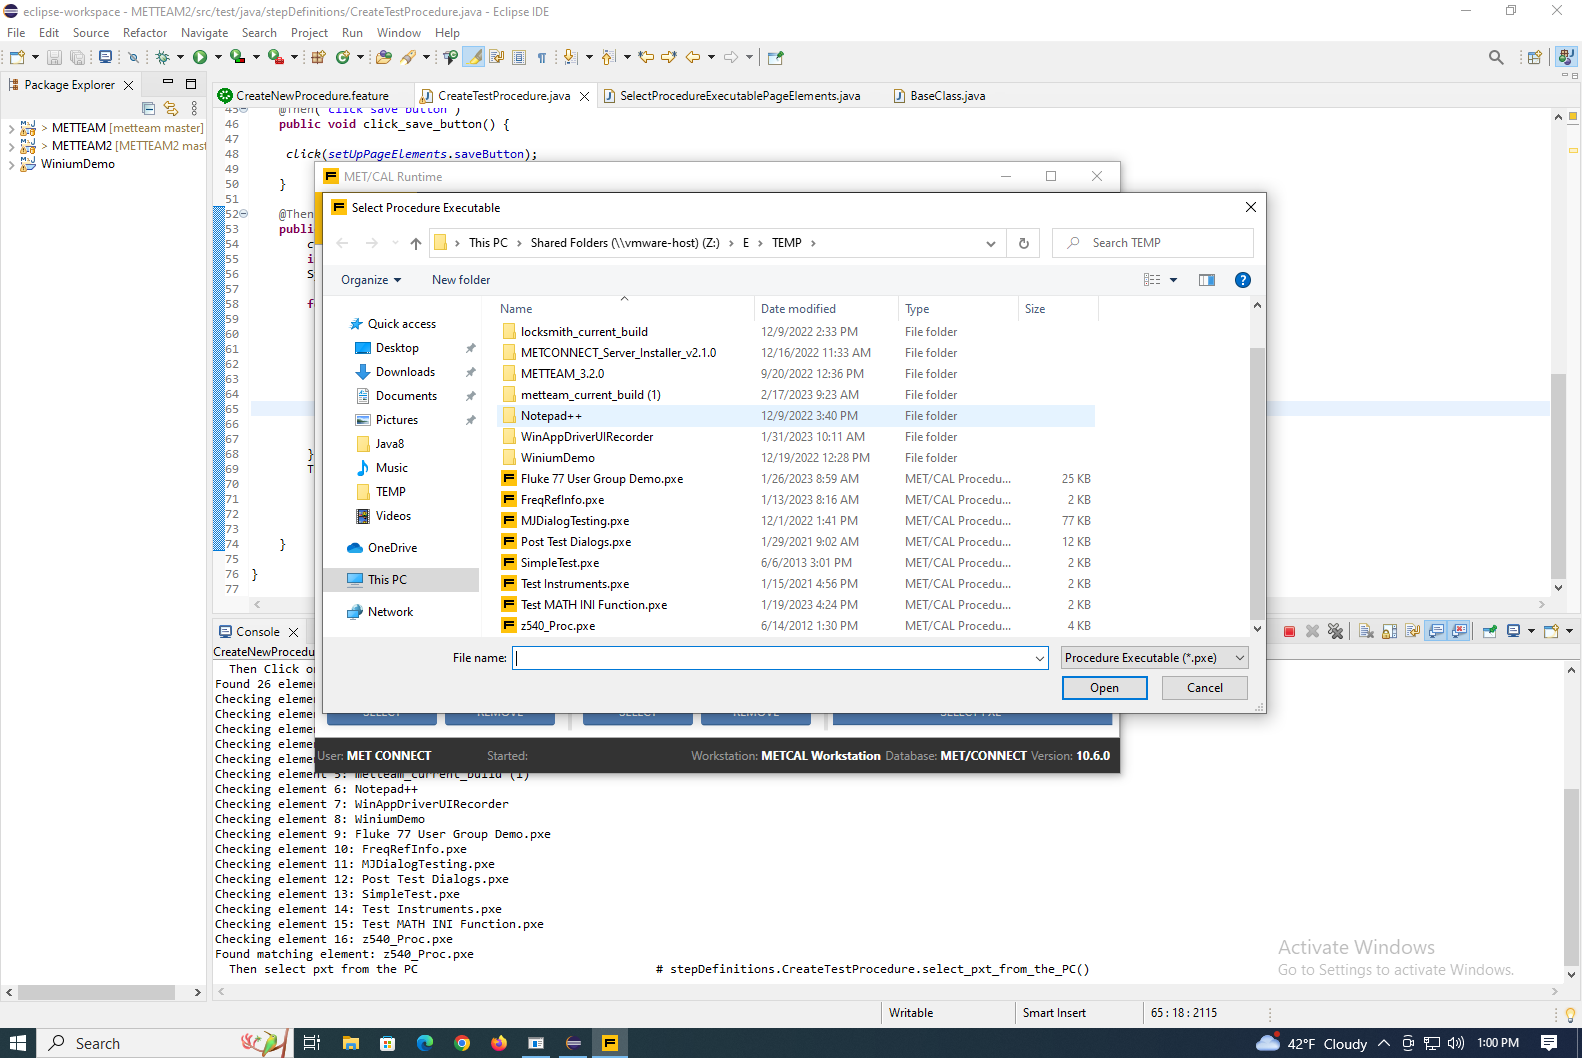 eclipse-workspace - METTEAM2/src/test/java/stepDefinitions/CreateTestProcedure.java - Eclipse IDE
File Edit Source Refactor Navigate Search Project Run Window Help
Package Explorer
CreateNewProcedure.feature CreateTestProcedure.java SelectProcedureExecutablePageElements.java BaseClass.java
> METTEAM [metteam master]
> METTEAM2 [METTEAM2 mast
WiniumDemo
45 @Then("click save button")
46 public void click_save_button() {
47
48 click(setUpPageElements.saveButton);
49
50 }
51
52 @Then
53 publi
54 c
55 i
56 S
57
58 f
59
60
61
62
63
64
65
66
67
68 }
69 T
70
71
72
73
74 }
75
76 }
77
MET/CAL Runtime
Select Procedure Executable
This PC > Shared Folders (\\vmware-host) (Z:) > E > TEMP >
Search TEMP
Organize New folder
Name Date modified Type Size
Quick access
Desktop
Downloads
Documents
Pictures
Java8
Music
TEMP
Videos
OneDrive
This PC
Network
locksmith_current_build 12/9/2022 2:33 PM File folder
METCONNECT_Server_Installer_v2.1.0 12/16/2022 11:33 AM File folder
METTEAM_3.2.0 9/20/2022 12:36 PM File folder
metteam_current_build (1) 2/17/2023 9:23 AM File folder
Notepad++ 12/9/2022 3:40 PM File folder
WinAppDriverUIRecorder 1/31/2023 10:11 AM File folder
WiniumDemo 12/19/2022 12:28 PM File folder
Fluke 77 User Group Demo.pxe 1/26/2023 8:59 AM MET/CAL Procedu... 25 KB
FreqRefInfo.pxe 1/13/2023 8:16 AM MET/CAL Procedu... 2 KB
MJDialogTesting.pxe 12/1/2022 1:41 PM MET/CAL Procedu... 77 KB
Post Test Dialogs.pxe 1/29/2021 9:02 AM MET/CAL Procedu... 12 KB
SimpleTest.pxe 6/6/2013 3:01 PM MET/CAL Procedu... 2 KB
Test Instruments.pxe 1/15/2021 4:56 PM MET/CAL Procedu... 2 KB
Test MATH INI Function.pxe 1/19/2023 4:24 PM MET/CAL Procedu... 2 KB
z540_Proc.pxe 6/14/2012 1:30 PM MET/CAL Procedu... 4 KB
File name: Procedure Executable (*.pxe)
Open Cancel
SELECT REMOVE SELECT REMOVE SELECT PXE
User: MET CONNECT Started: Workstation: METCAL Workstation Database: MET/CONNECT Version: 10.6.0
Console
CreateNewProcedu
Then Click o
Found 26 eleme
Checking eleme
Checking eleme
Checking eleme
Checking eleme
Checking eleme
Checking element 5: metteam_current_build (1)
Checking element 6: Notepad++
Checking element 7: WinAppDriverUIRecorder
Checking element 8: WiniumDemo
Checking element 9: Fluke 77 User Group Demo.pxe
Checking element 10: FreqRefInfo.pxe
Checking element 11: MJDialogTesting.pxe
Checking element 12: Post Test Dialogs.pxe
Checking element 13: SimpleTest.pxe
Checking element 14: Test Instruments.pxe
Checking element 15: Test MATH INI Function.pxe
Checking element 16: z540_Proc.pxe
Found matching element: z540_Proc.pxe
Then select pxt from the PC # stepDefinitions.CreateTestProcedure.select_pxt_from_the_PC()
Activate Windows
Go to Settings to activate Windows.
Writable Smart Insert 65 : 18 : 2115
Search 42°F Cloudy 1:00 PM